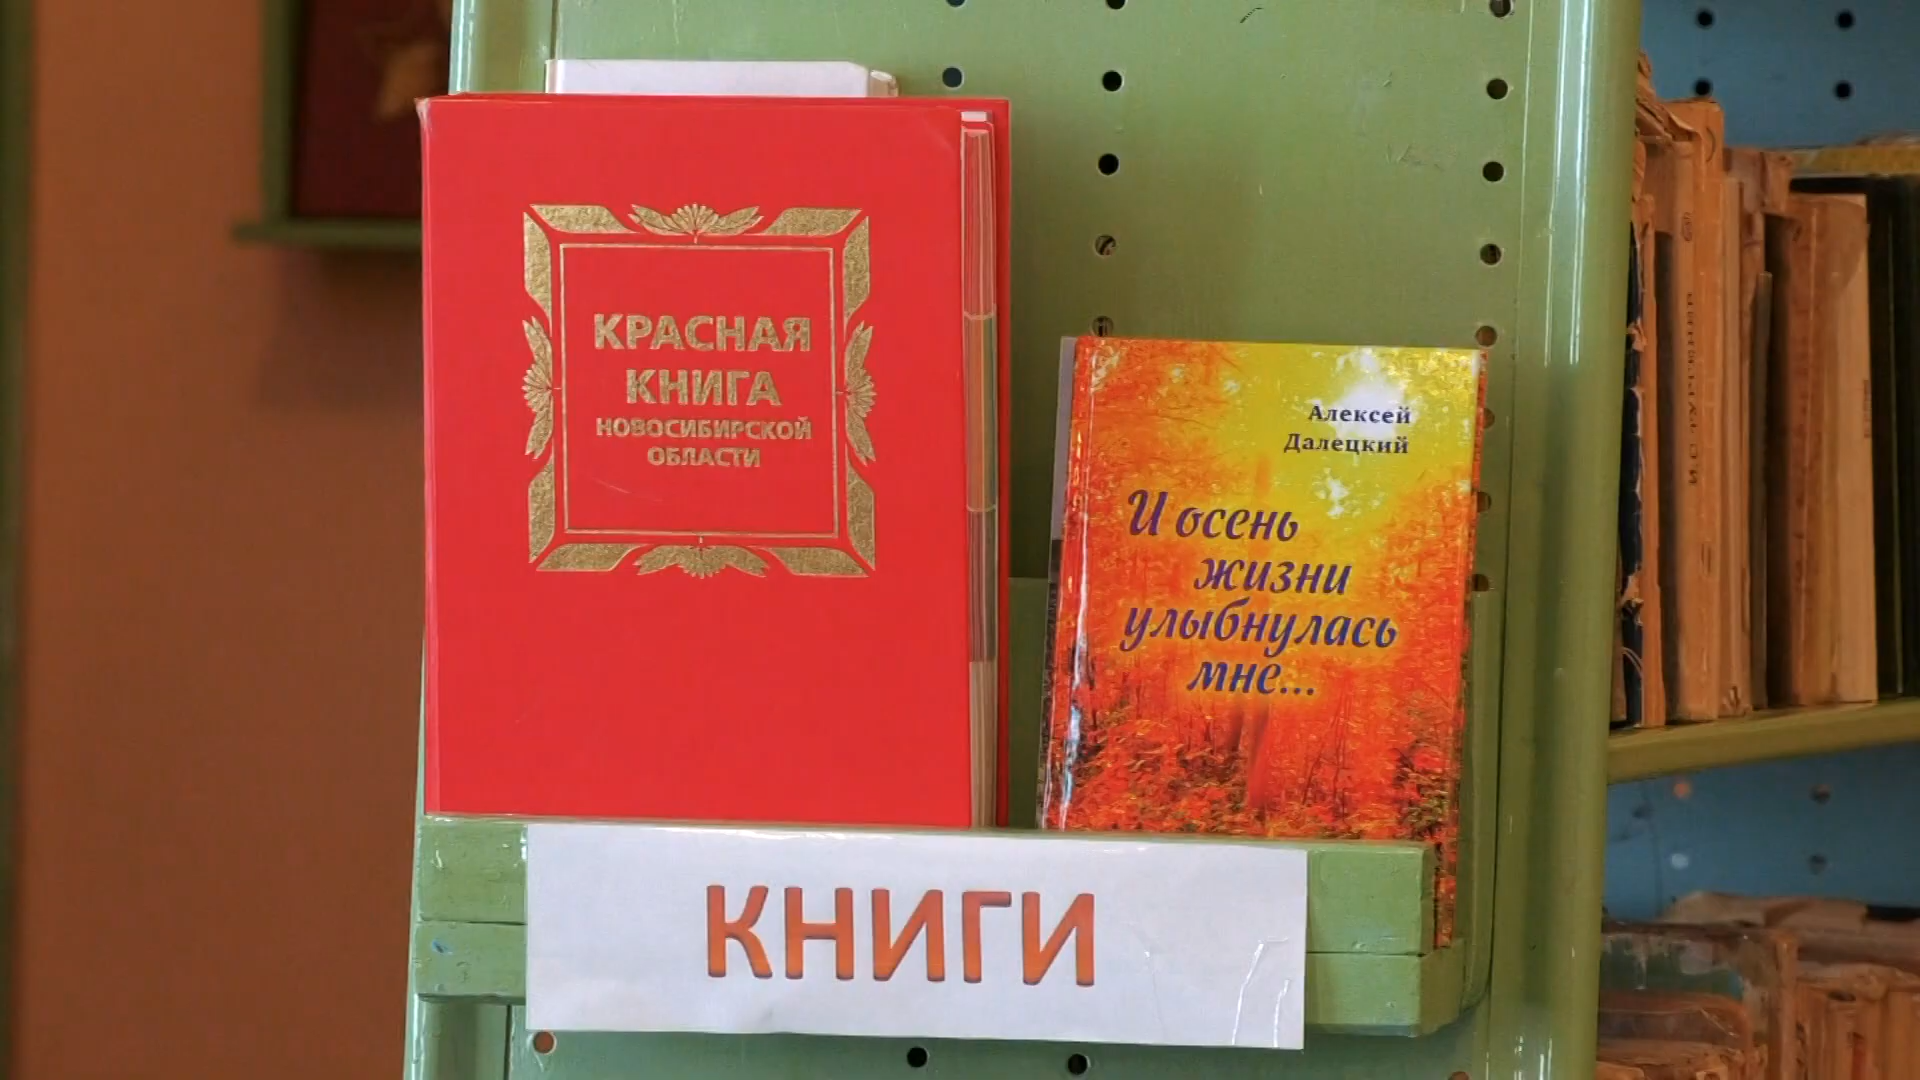 КРАСНАЯ
КНИГА
НОВОСИБИРСКОЙ
ОБЛАСТИ
Алексей
Далецкий
И осень
жизни
улыбнулась
мне...
КНИГИ